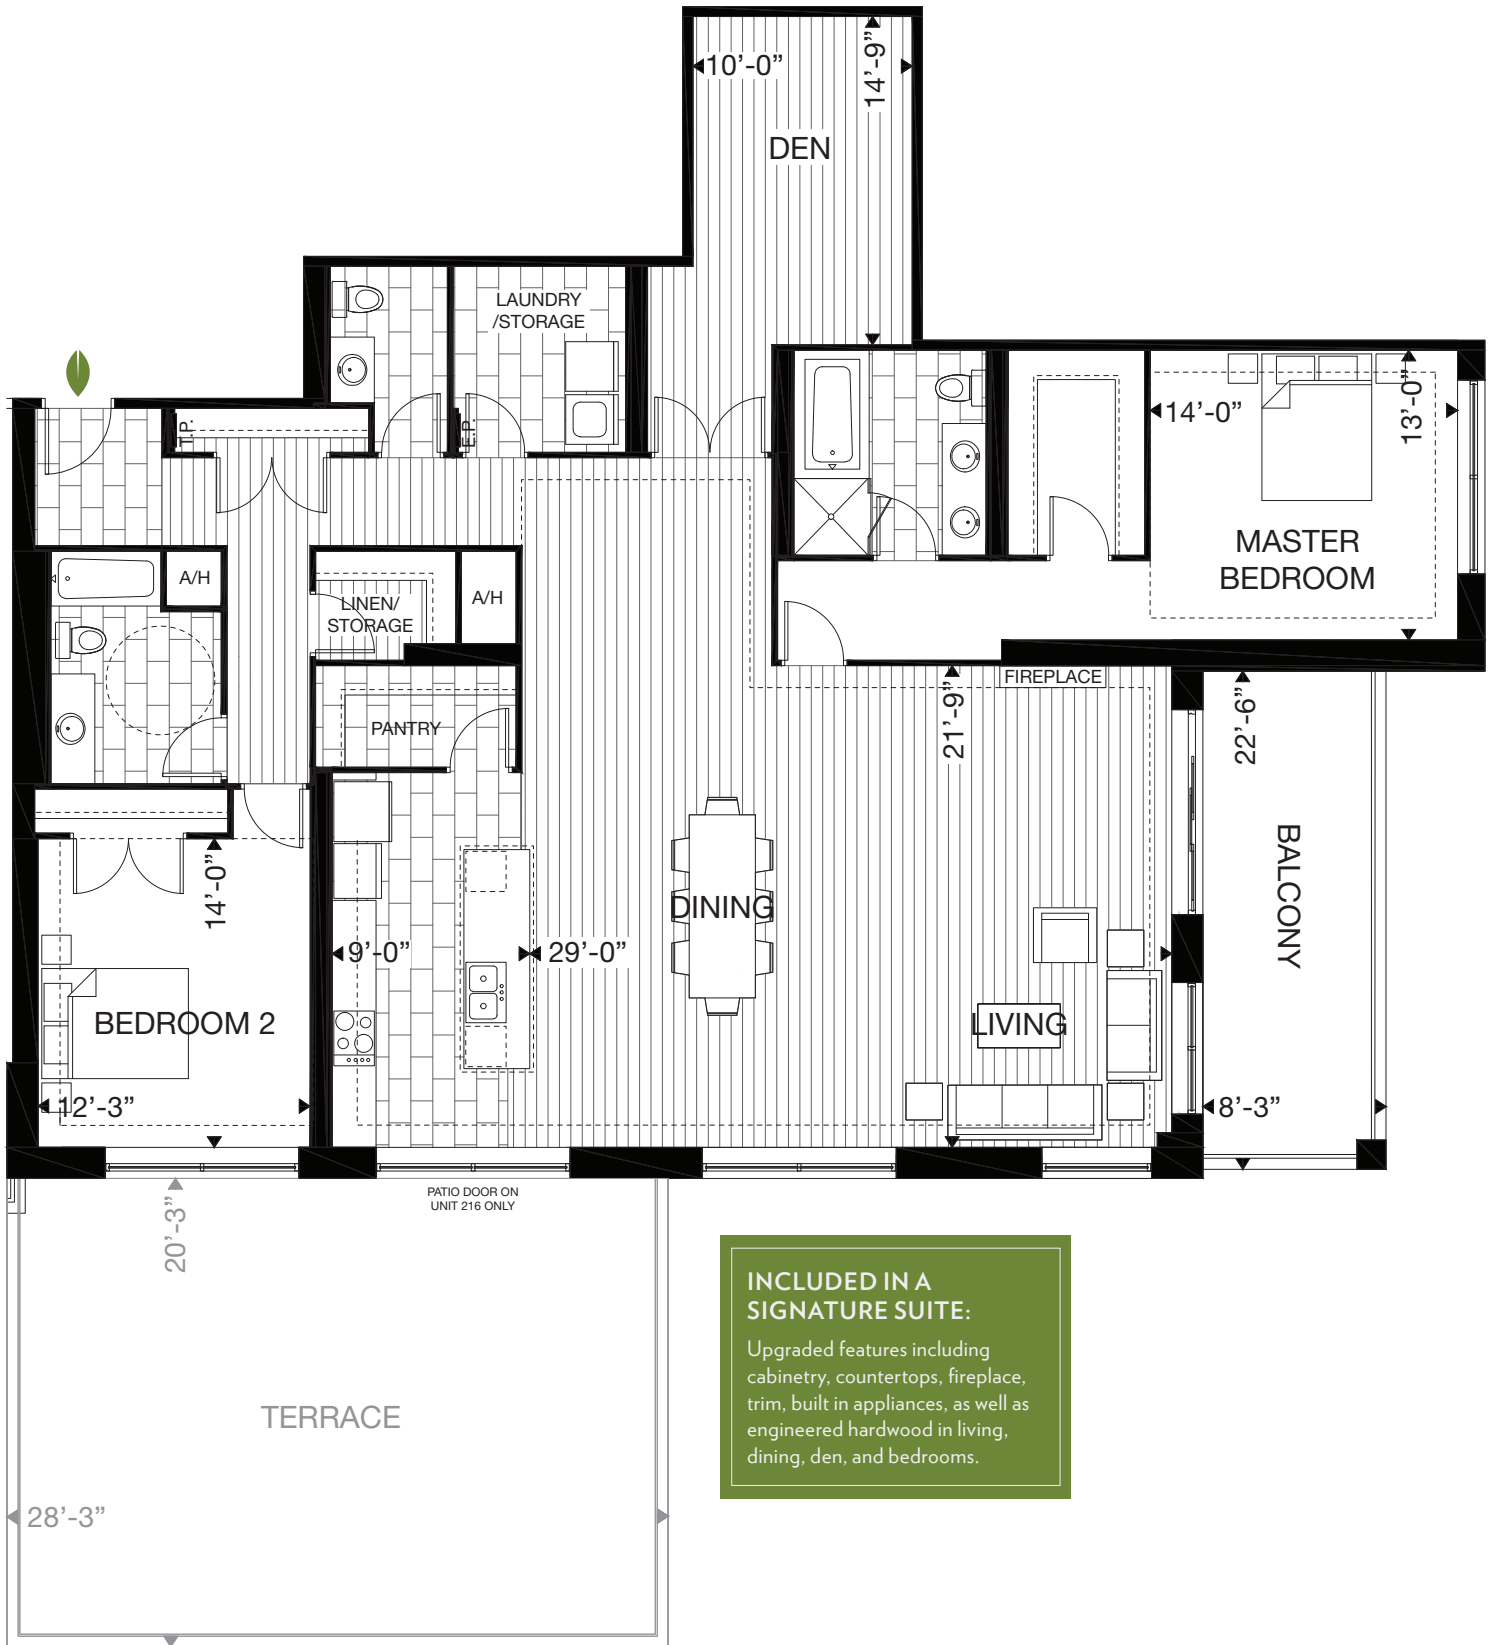 10’-0”
14’-9”
DEN
LAUNDRY
/STORAGE
T.P.
E.P.
14’-0”
13’-0”
MASTER
BEDROOM
A/H
LINEN/
STORAGE
A/H
FIREPLACE
PANTRY
21’-9”
22’-6”
BALCONY
14’-0”
DINING
9’-0”
29’-0”
BEDROOM 2
LIVING
12’-3”
8’-3”
PATIO DOOR ON
UNIT 216 ONLY
20’-3”
INCLUDED IN A
SIGNATURE SUITE:
Upgraded features including
cabinetry, countertops, fireplace,
trim, built in appliances, as well as
engineered hardwood in living,
dining, den, and bedrooms.
TERRACE
28’-3”